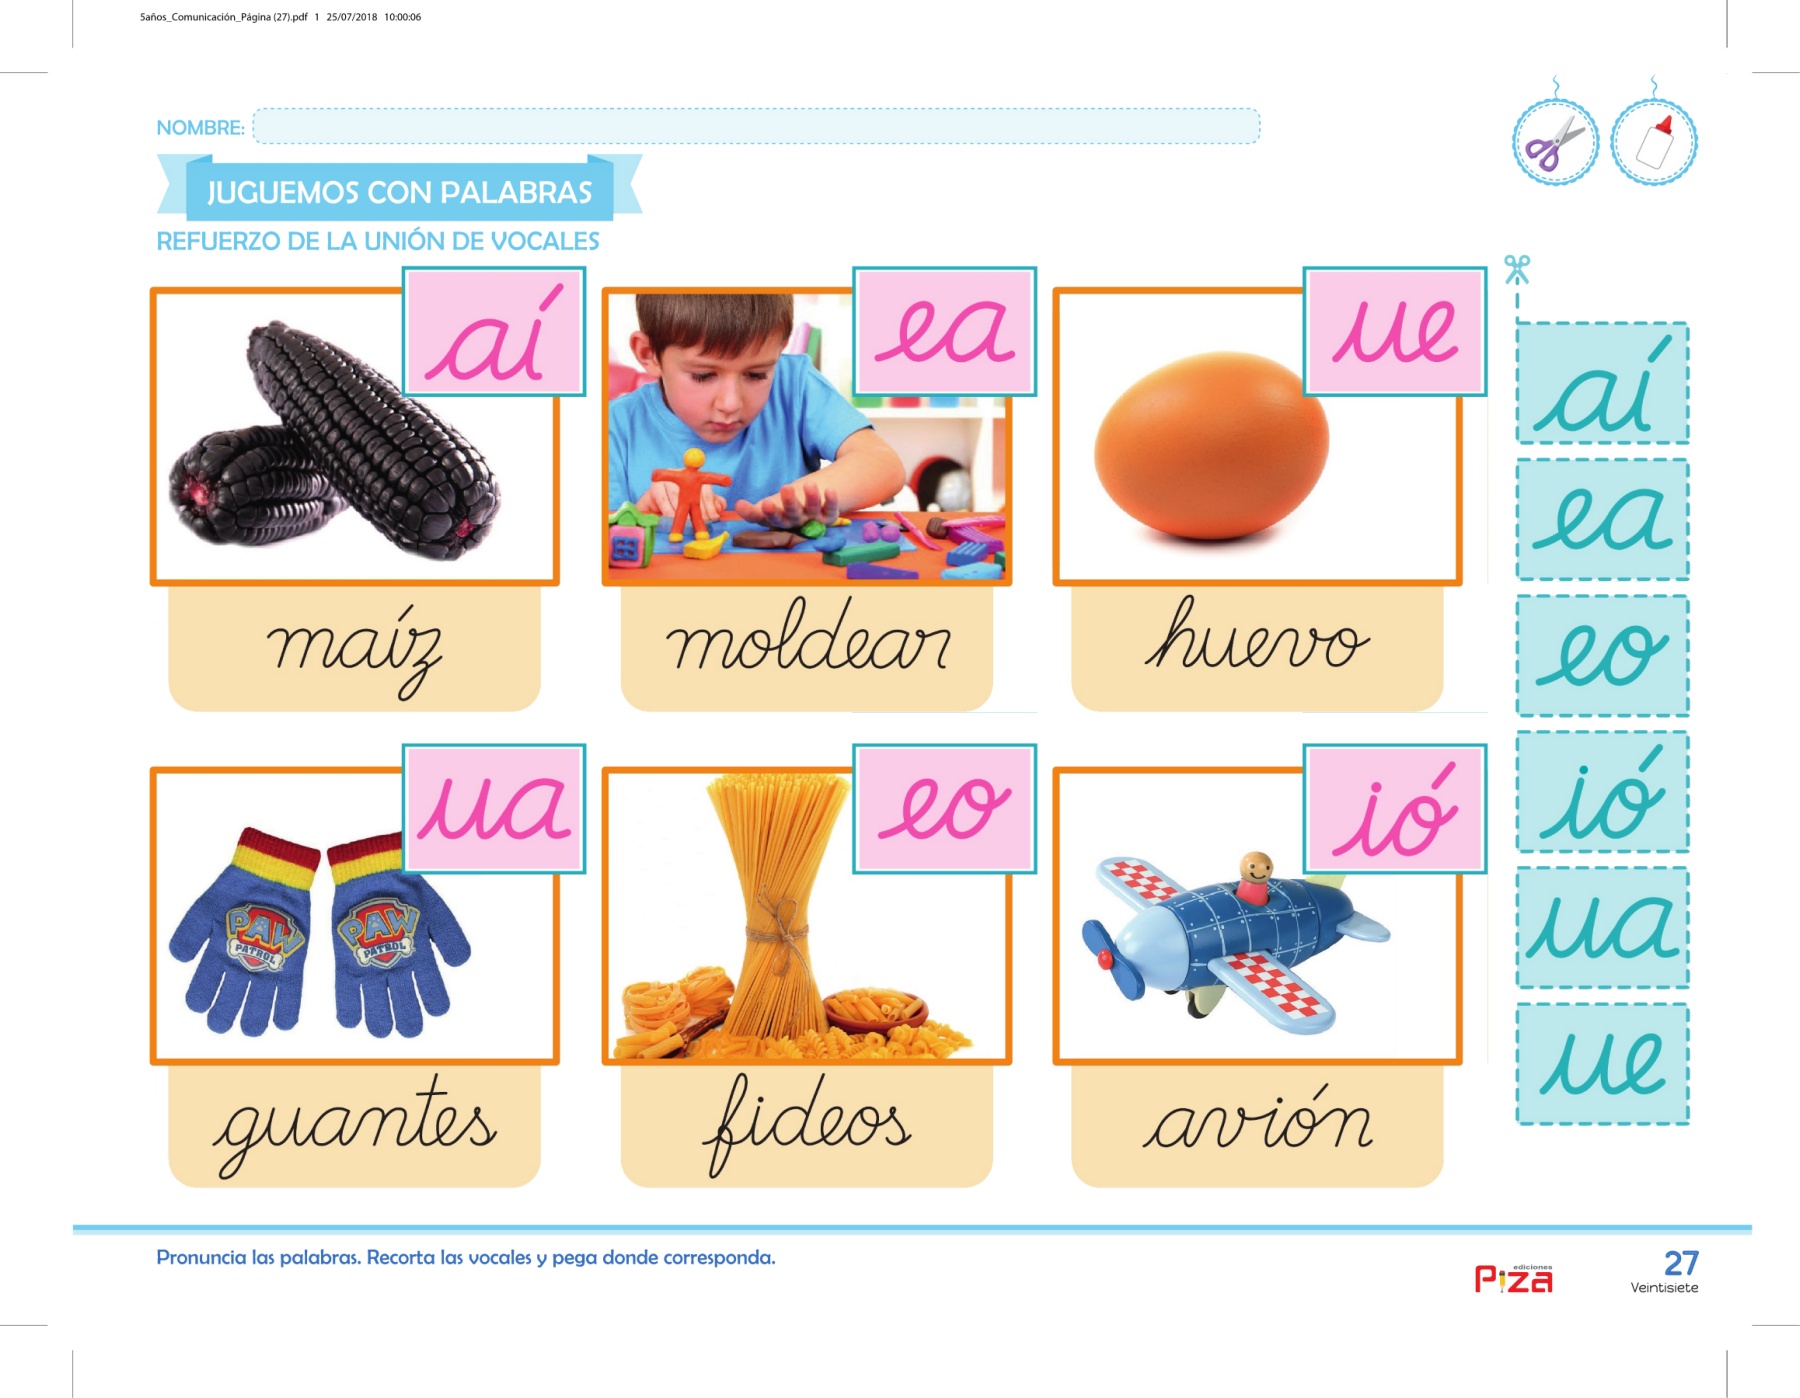 5años_Comunicación_Página (27).pdf 1 25/07/2018 10:00:06
NOMBRE:
JUGUEMOS CON PALABRAS
REFUERZO DE LA UNIÓN DE VOCALES
aí
ea
ue
maíz
moldear
huevo
ua
eo
ió
PAW PATROL
PAW PATROL
guantes
fideos
avión
aí
ea
eo
ió
ua
ue
Pronuncia las palabras. Recorta las vocales y pega donde corresponda.
ediciones
Piza
27
Veintisiete